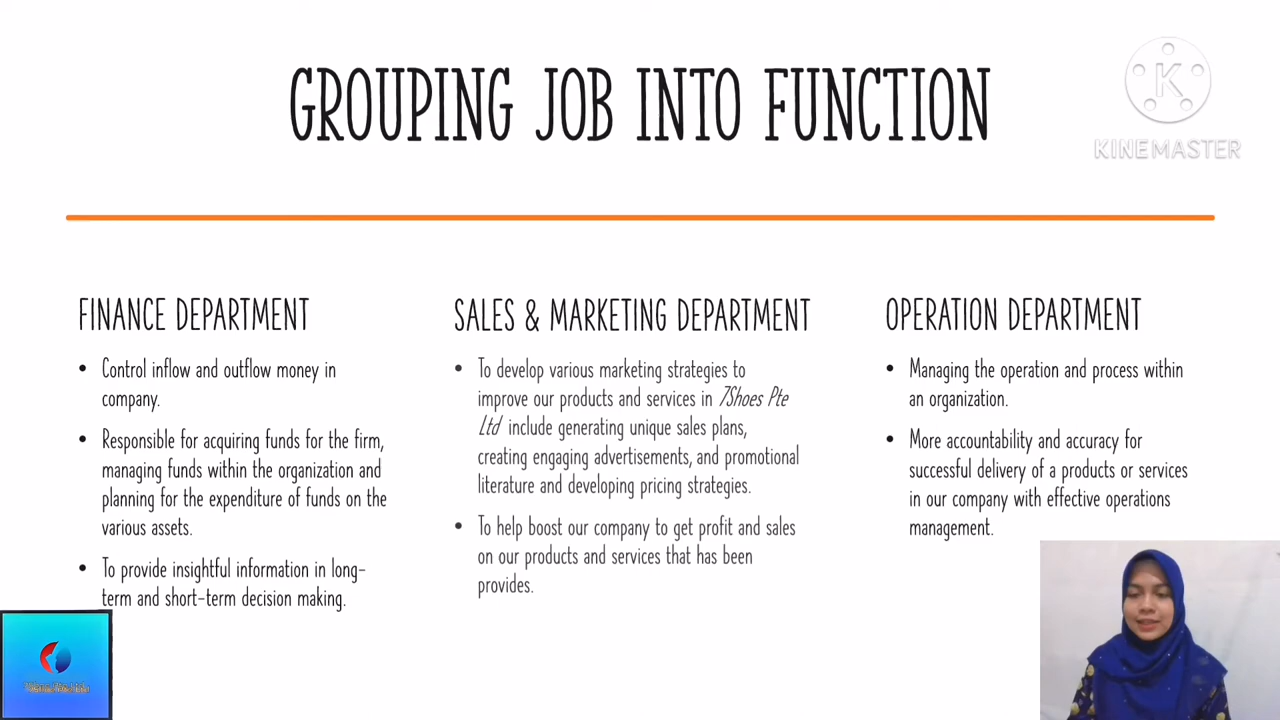 GROUPING JOB INTO FUNCTION
KINEMASTER
FINANCE DEPARTMENT
• Control inflow and outflow money in
company.
• Responsible for acquiring funds for the firm,
managing funds within the organization and
planning for the expenditure of funds on the
various assets.
• To provide insightful information in long-
term and short-term decision making.
SALES & MARKETING DEPARTMENT
• To develop various marketing strategies to
improve our products and services in 7Shoes Pte
Ltd include generating unique sales plans,
creating engaging advertisements, and promotional
literature and developing pricing strategies.
• To help boost our company to get profit and sales
on our products and services that has been
provides.
OPERATION DEPARTMENT
• Managing the operation and process within
an organization.
• More accountability and accuracy for
successful delivery of a products or services
in our company with effective operations
management.